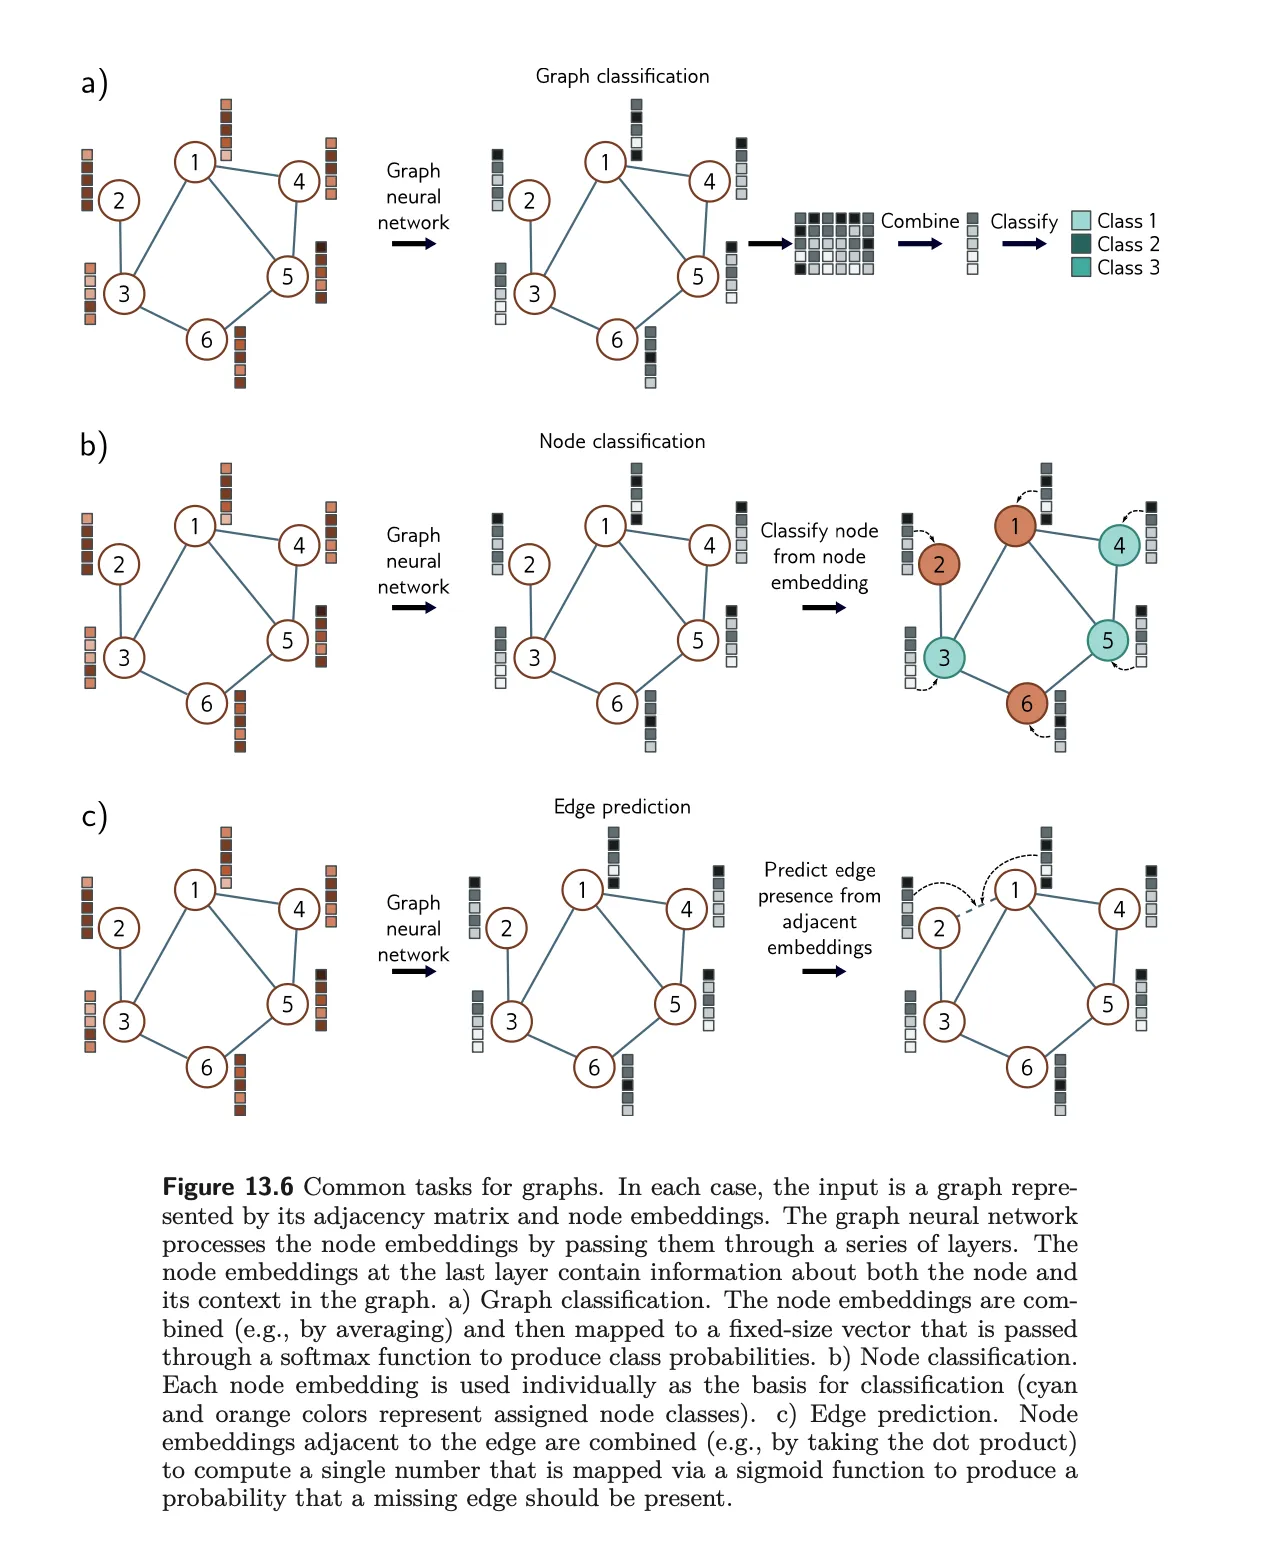 a)
Graph classification
1
2
3
4
5
6
Graph
neural
network
1
2
3
4
5
6
Combine
Classify
Class 1
Class 2
Class 3
b)
Node classification
1
2
3
4
5
6
Graph
neural
network
1
2
3
4
5
6
Classify node
from node
embedding
1
2
3
4
5
6
c)
Edge prediction
1
2
3
4
5
6
Graph
neural
network
1
2
3
4
5
6
Predict edge
presence from
adjacent
embeddings
1
2
3
4
5
6
Figure 13.6 Common tasks for graphs. In each case, the input is a graph repre-
sented by its adjacency matrix and node embeddings. The graph neural network
processes the node embeddings by passing them through a series of layers. The
node embeddings at the last layer contain information about both the node and
its context in the graph. a) Graph classification. The node embeddings are com-
bined (e.g., by averaging) and then mapped to a fixed-size vector that is passed
through a softmax function to produce class probabilities. b) Node classification.
Each node embedding is used individually as the basis for classification (cyan
and orange colors represent assigned node classes). c) Edge prediction. Node
embeddings adjacent to the edge are combined (e.g., by taking the dot product)
to compute a single number that is mapped via a sigmoid function to produce a
probability that a missing edge should be present.